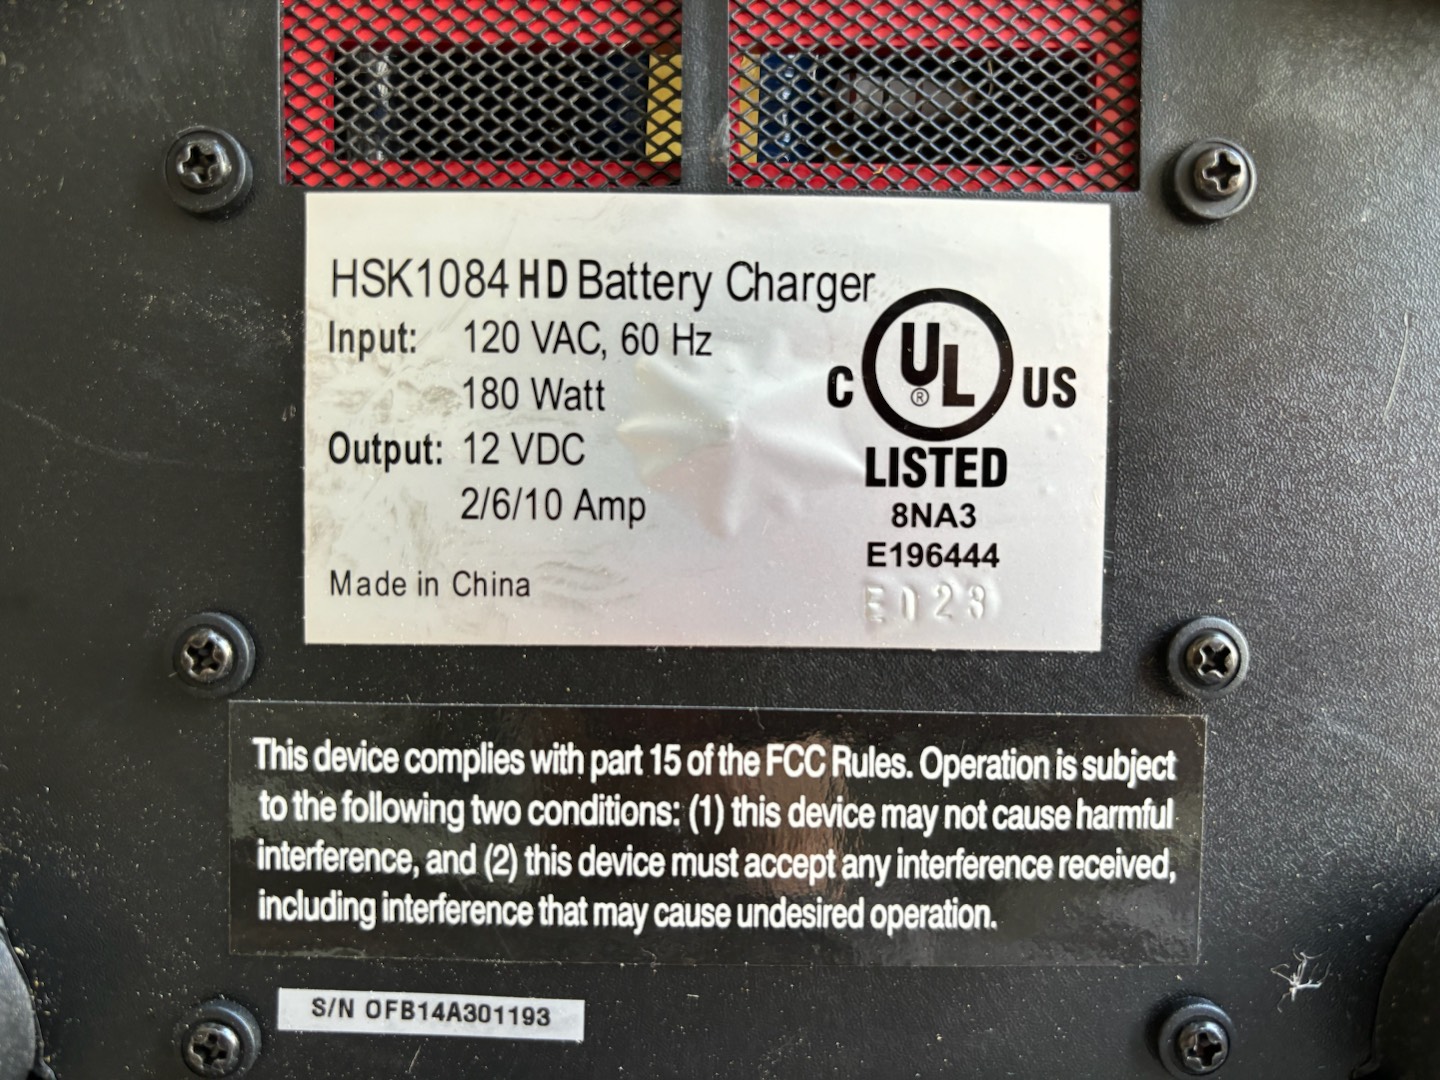 HSK1084 HD Battery Charger
Input: 120 VAC, 60 Hz
180 Watt
Output: 12 VDC
2/6/10 Amp
Made in China
C UL® US
LISTED
8NA3
E196444
E023
This device complies with part 15 of the FCC Rules. Operation is subject
to the following two conditions: (1) this device may not cause harmful
interference, and (2) this device must accept any interference received,
including interference that may cause undesired operation.
S/N OFB14A301193